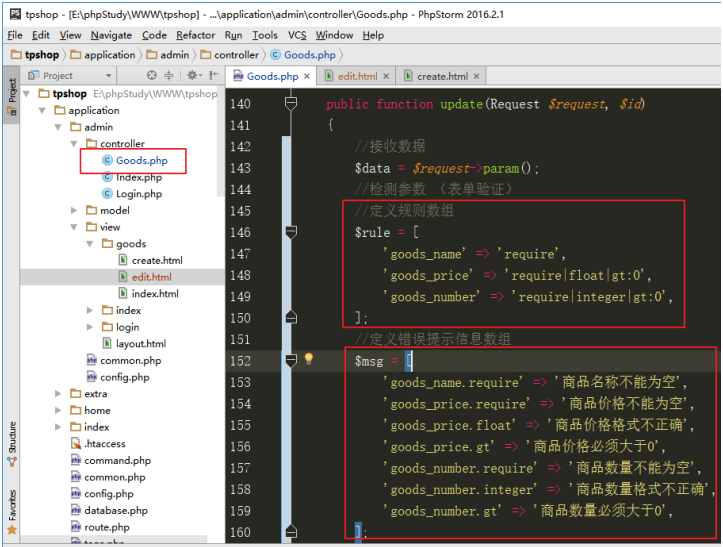 PS tpshop - [E:\phpStudy\WWW\tpshop] - ...\application\admin\controller\Goods.php - PhpStorm 2016.2.1
File Edit View Navigate Code Refactor Run Tools VCS Window Help
tpshop application admin controller Goods.php
Project Goods.php × edit.html × create.html ×
1: Project
tpshop E:\phpStudy\WWW\tpshop
application
admin
controller
Goods.php
Index.php
Login.php
model
view
goods
create.html
edit.html
index.html
index
login
layout.html
common.php
config.php
extra
home
index
.htaccess
command.php
common.php
config.php
database.php
route.php
tags.php
7: Structure
2: Favorites
140 public function update(Request $request, $id)
141 {
142 //接收数据
143 $data = $request->param();
144 //检测参数 （表单验证）
145 //定义规则数组
146 $rule = [
147 'goods_name' => 'require',
148 'goods_price' => 'require|float|gt:0',
149 'goods_number' => 'require|integer|gt:0',
150 ];
151 //定义错误提示信息数组
152 $msg = [
153 'goods_name.require' => '商品名称不能为空',
154 'goods_price.require' => '商品价格不能为空',
155 'goods_price.float' => '商品价格格式不正确',
156 'goods_price.gt' => '商品价格必须大于0',
157 'goods_number.require' => '商品数量不能为空',
158 'goods_number.integer' => '商品数量格式不正确',
159 'goods_number.gt' => '商品数量必须大于0',
160 ];